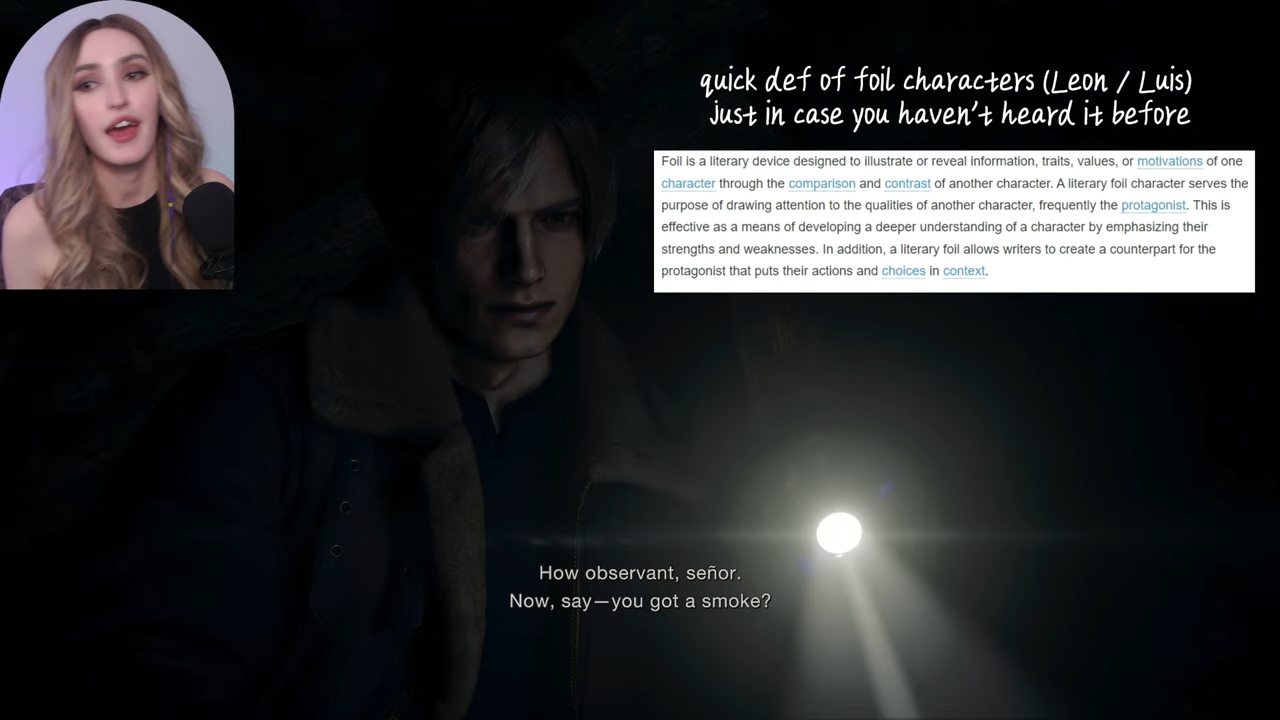 quick def of foil characters (Leon / Luis)
just in case you haven't heard it before
Foil is a literary device designed to illustrate or reveal information, traits, values, or motivations of one
character through the comparison and contrast of another character. A literary foil character serves the
purpose of drawing attention to the qualities of another character, frequently the protagonist. This is
effective as a means of developing a deeper understanding of a character by emphasizing their
strengths and weaknesses. In addition, a literary foil allows writers to create a counterpart for the
protagonist that puts their actions and choices in context.
How observant, señor.
Now, say—you got a smoke?